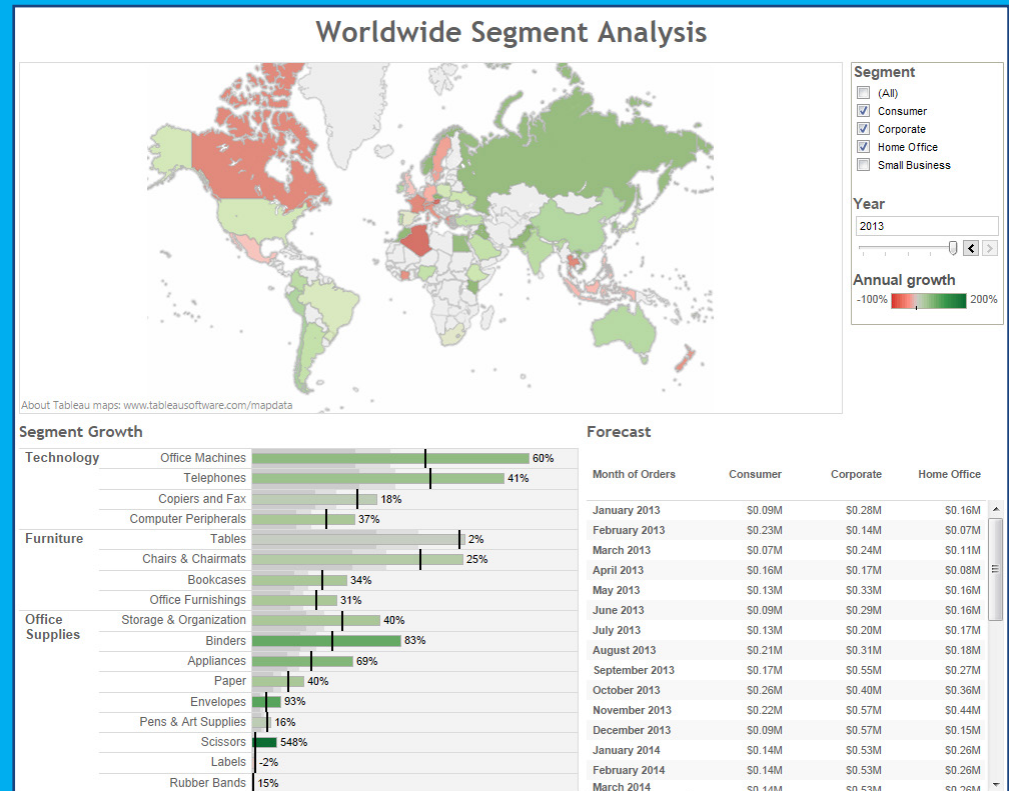 Worldwide Segment Analysis
About Tableau maps: www.tableausoftware.com/mapdata
Segment
(All)
Consumer
Corporate
Home Office
Small Business
Year
2013
Annual growth
-100% 200%
Segment Growth
Technology Office Machines 60%
Telephones 41%
Copiers and Fax 18%
Computer Peripherals 37%
Furniture Tables 2%
Chairs & Chairmats 25%
Bookcases 34%
Office Furnishings 31%
Office Supplies Storage & Organization 40%
Binders 83%
Appliances 69%
Paper 40%
Envelopes 93%
Pens & Art Supplies 16%
Scissors 548%
Labels -2%
Rubber Bands 15%
Forecast
Month of Orders Consumer Corporate Home Office
January 2013 $0.09M $0.28M $0.16M
February 2013 $0.23M $0.14M $0.07M
March 2013 $0.07M $0.24M $0.11M
April 2013 $0.16M $0.17M $0.08M
May 2013 $0.13M $0.33M $0.16M
June 2013 $0.09M $0.29M $0.16M
July 2013 $0.13M $0.20M $0.17M
August 2013 $0.21M $0.31M $0.18M
September 2013 $0.17M $0.55M $0.27M
October 2013 $0.26M $0.40M $0.36M
November 2013 $0.22M $0.57M $0.44M
December 2013 $0.09M $0.57M $0.15M
January 2014 $0.14M $0.53M $0.26M
February 2014 $0.14M $0.53M $0.26M
March 2014 $0.14M $0.53M $0.26M